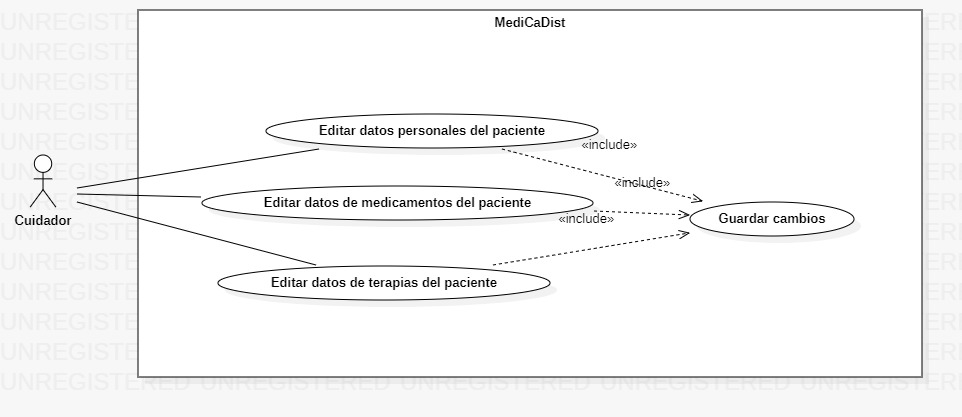 MediCaDist
Editar datos personales del paciente
«include»
«include»
Editar datos de medicamentos del paciente
«include»
Guardar cambios
Cuidador
Editar datos de terapias del paciente
UNREGISTERED UNREGISTERED UNREGISTERED UNREGISTERED UNREGISTERED